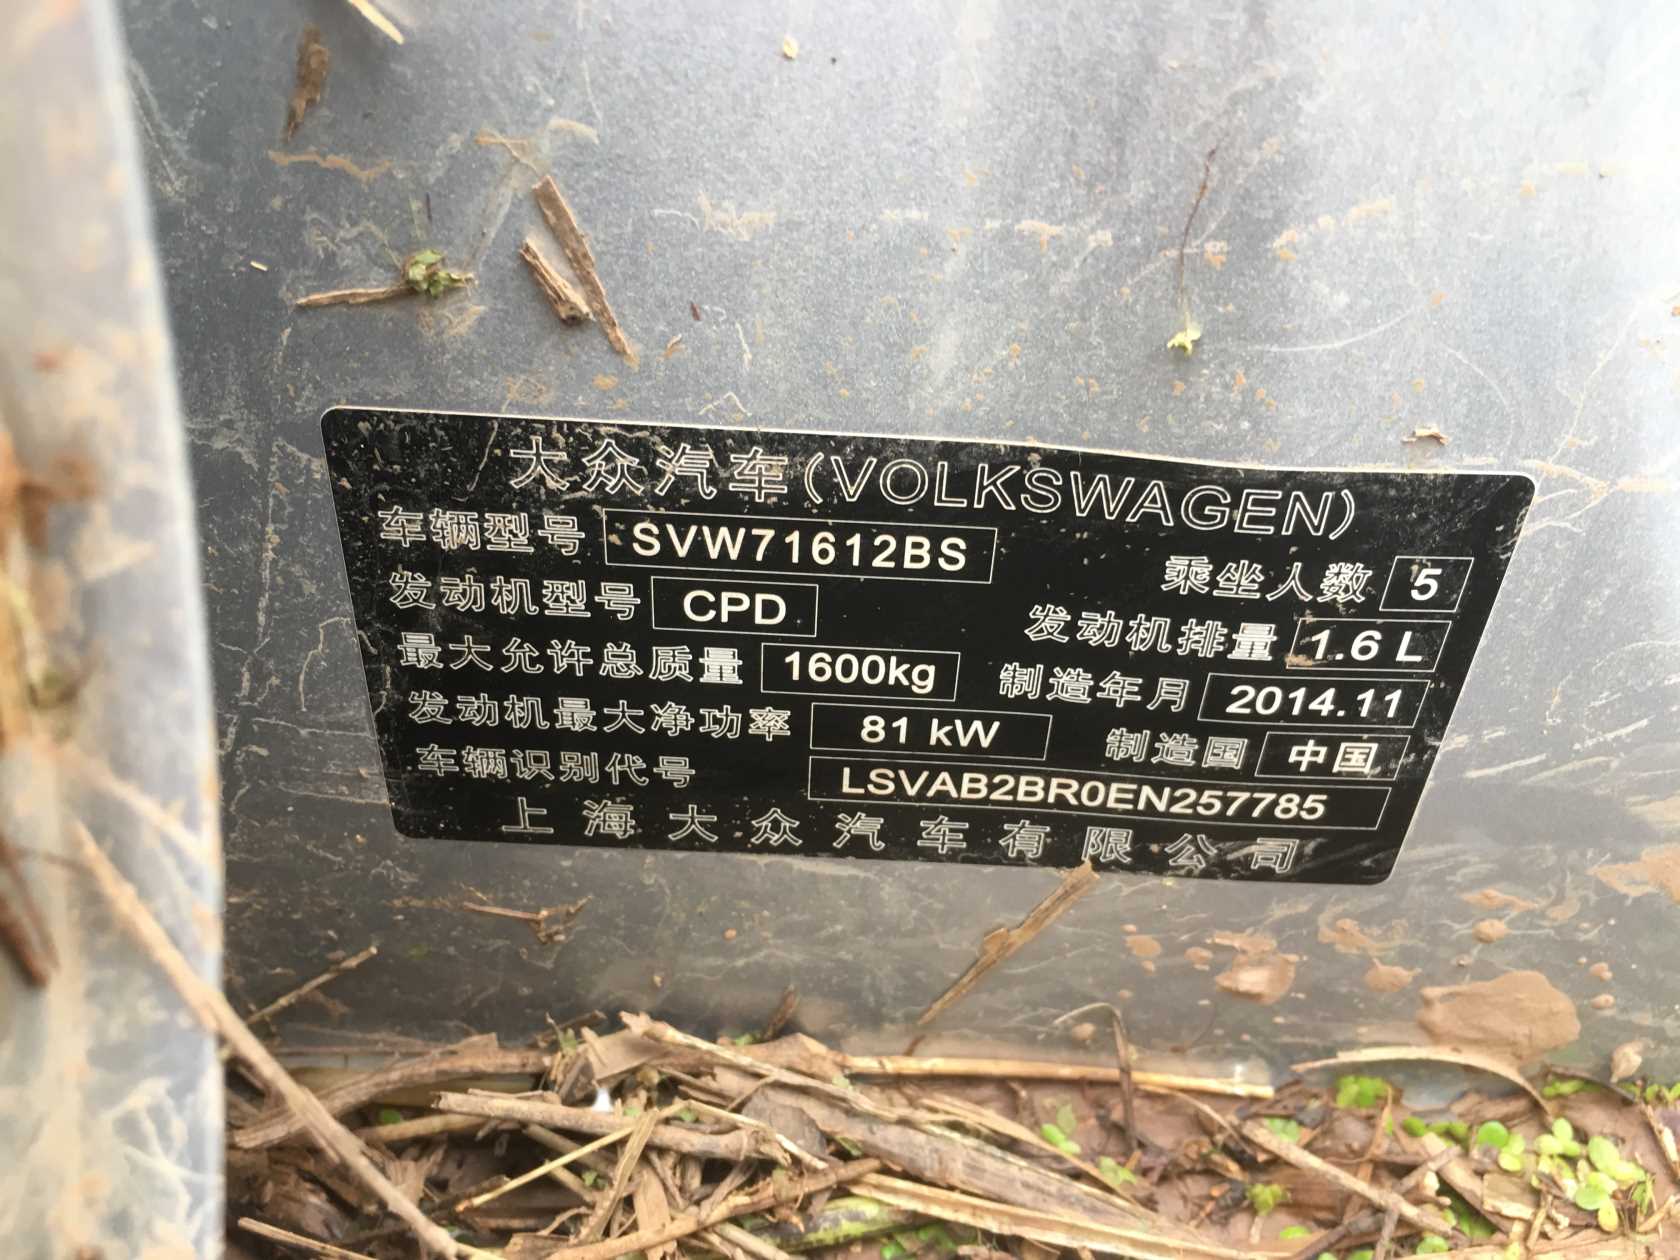 大众汽车(VOLKSWAGEN)
车辆型号 SVW71612BS 乘坐人数 5
发动机型号 CPD 发动机排量 1.6 L
最大允许总质量 1600kg 制造年月 2014.11
发动机最大净功率 81 kW 制造国 中国
车辆识别代号 LSVAB2BR0EN257785
上海大众汽车有限公司